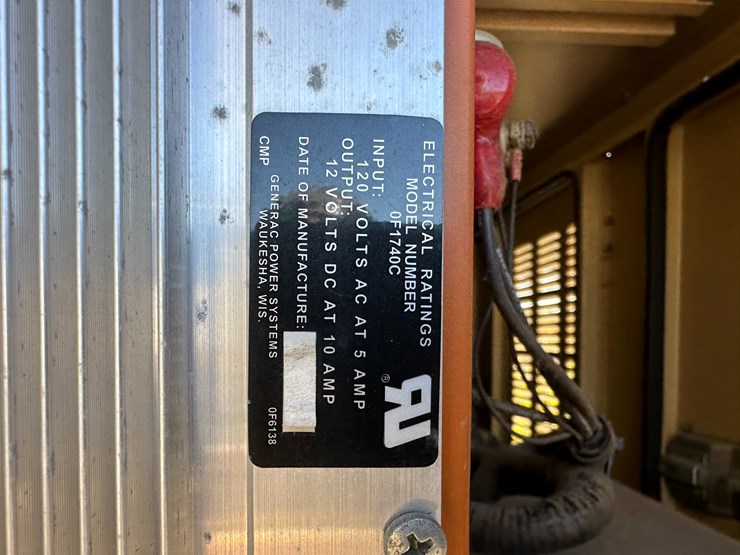 ELECTRICAL RATINGS
MODEL NUMBER
0F1740C
INPUT:
120 VOLTS AC AT 5 AMP
OUTPUT:
12 VOLTS DC AT 10 AMP
DATE OF MANUFACTURE:
CMP GENERAC POWER SYSTEMS
WAUKESHA, WIS.
0F6138
RU
®